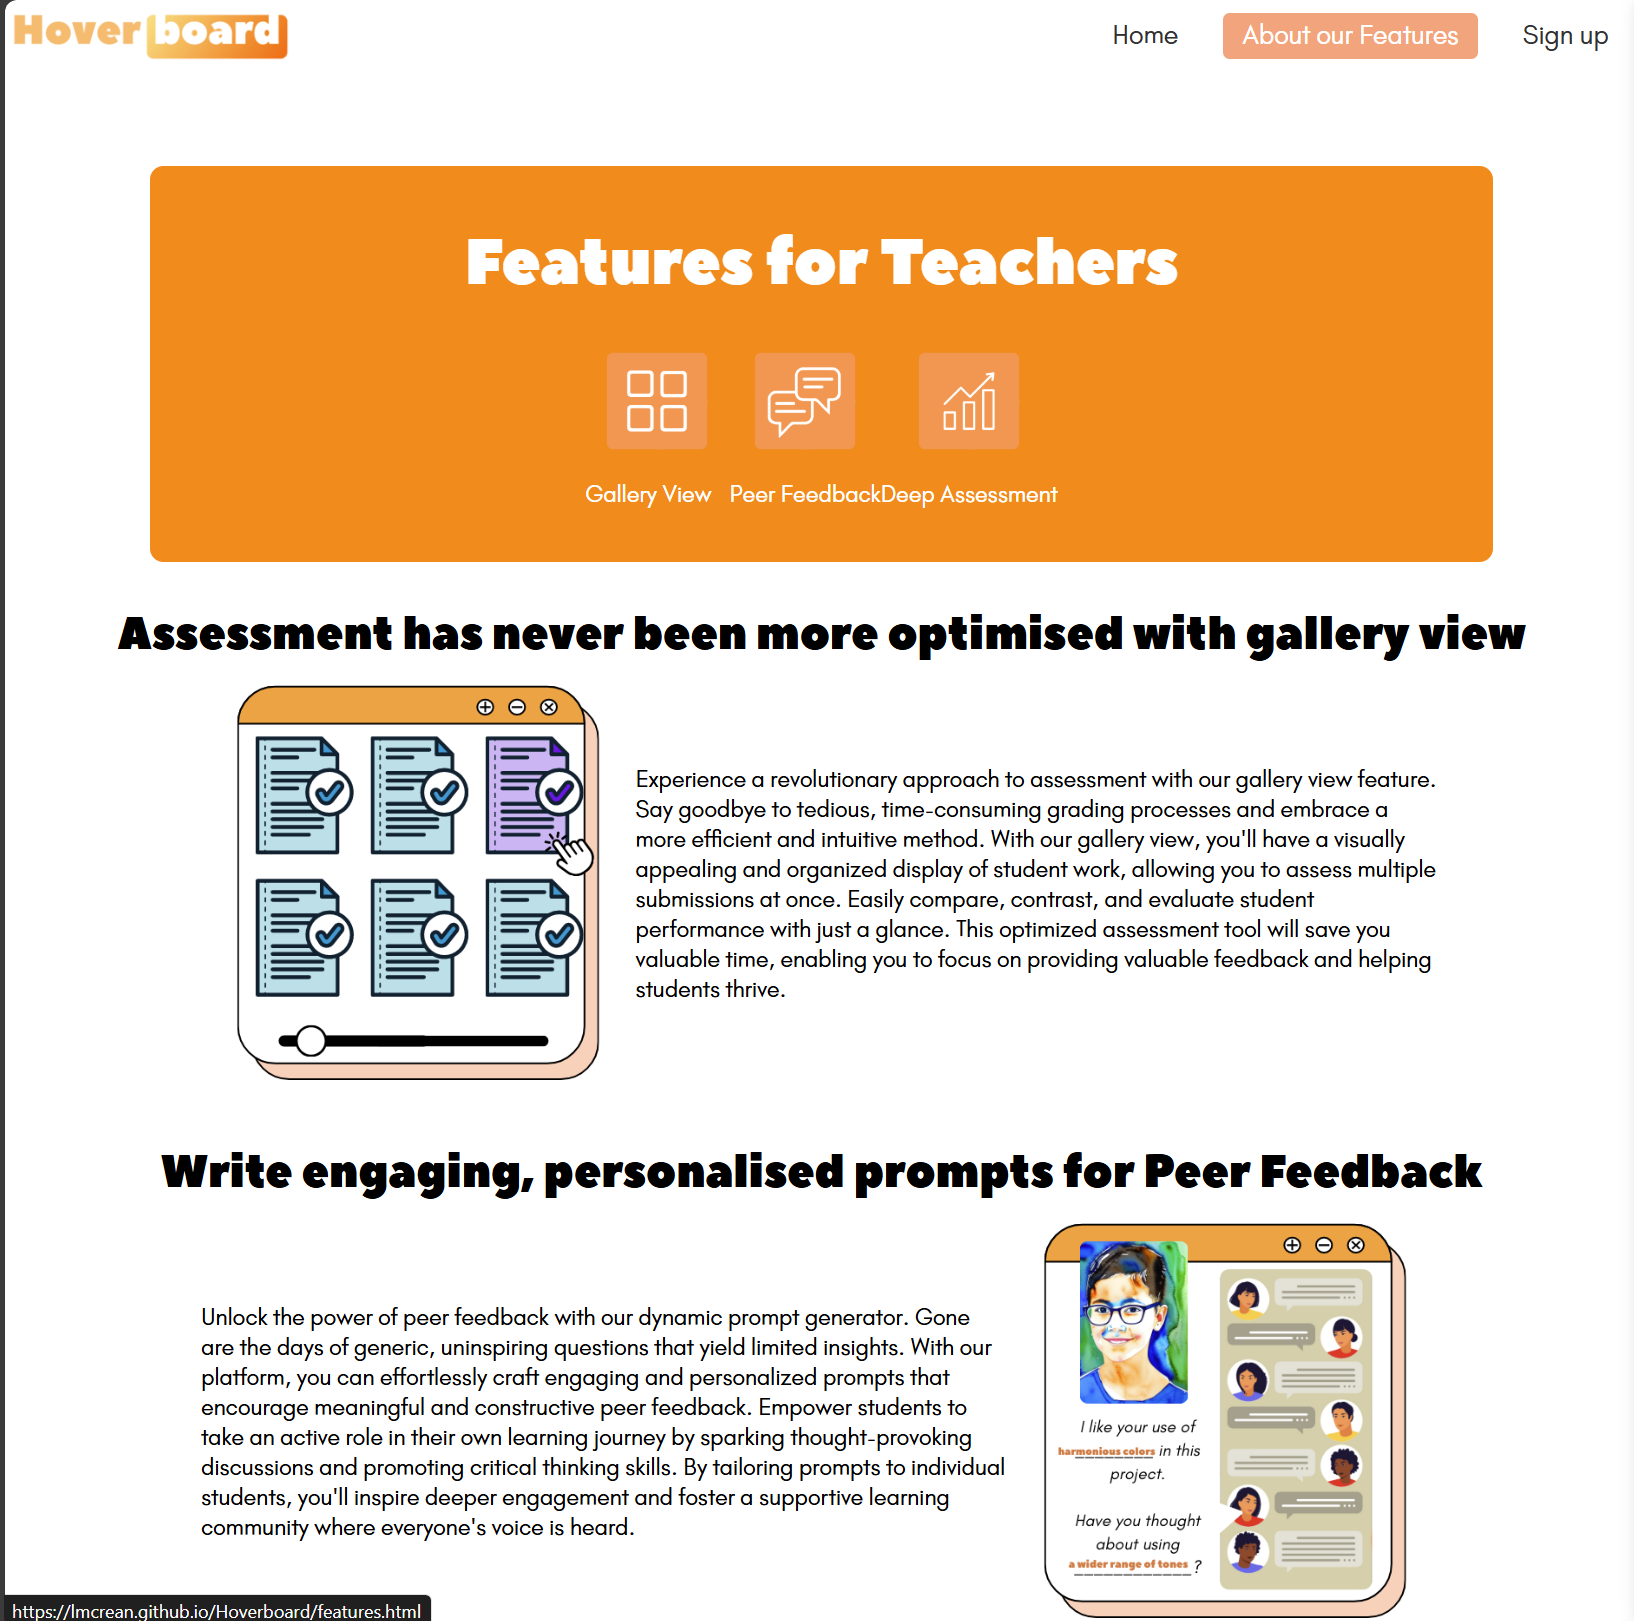 Hover board
Home
About our Features
Sign up
Features for Teachers
Gallery View
Peer Feedback
Deep Assessment
Assessment has never been more optimised with gallery view
Experience a revolutionary approach to assessment with our gallery view feature.
Say goodbye to tedious, time-consuming grading processes and embrace a
more efficient and intuitive method. With our gallery view, you'll have a visually
appealing and organized display of student work, allowing you to assess multiple
submissions at once. Easily compare, contrast, and evaluate student
performance with just a glance. This optimized assessment tool will save you
valuable time, enabling you to focus on providing valuable feedback and helping
students thrive.
Write engaging, personalised prompts for Peer Feedback
Unlock the power of peer feedback with our dynamic prompt generator. Gone
are the days of generic, uninspiring questions that yield limited insights. With our
platform, you can effortlessly craft engaging and personalized prompts that
encourage meaningful and constructive peer feedback. Empower students to
take an active role in their own learning journey by sparking thought-provoking
discussions and promoting critical thinking skills. By tailoring prompts to individual
students, you'll inspire deeper engagement and foster a supportive learning
community where everyone's voice is heard.
I like your use of
harmonious colors in this
project.
Have you thought
about using
a wider range of tones ?
https://lmcrean.github.io/Hoverboard/features.html